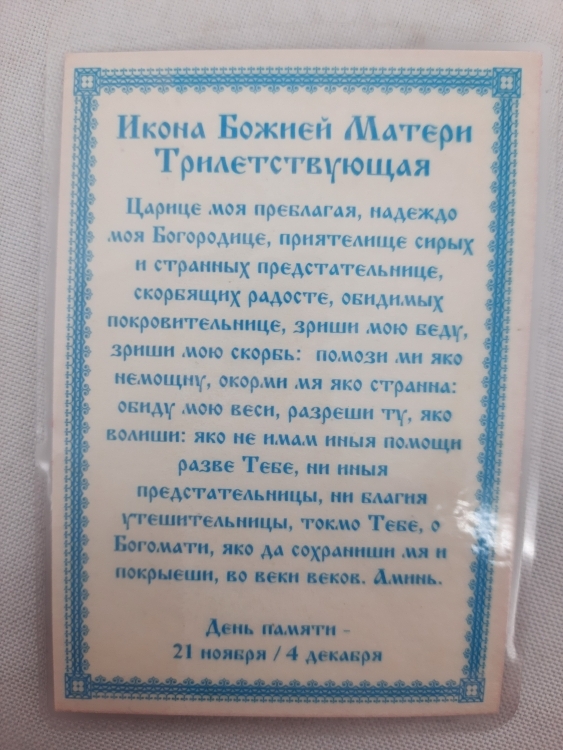 Икона Божией Матери
Трилетствующая
Царице моя преблагая, надеждо
моя Богородице, приятелище сирых
и странных предстательнице,
скорбящих радосте, обидимых
покровительнице, зриши мою беду,
зриши мою скорбь: помози ми яко
немощну, окорми мя яко странна:
обиду мою веси, разреши ту, яко
волиши: яко не имам иныя помощи
разве Тебе, ни иныя
предстательницы, ни благия
утешительницы, токмо Тебе, о
Богомати, яко да сохраниши мя и
покрыеши, во веки веков. Аминь.
День памяти -
21 ноября / 4 декабря